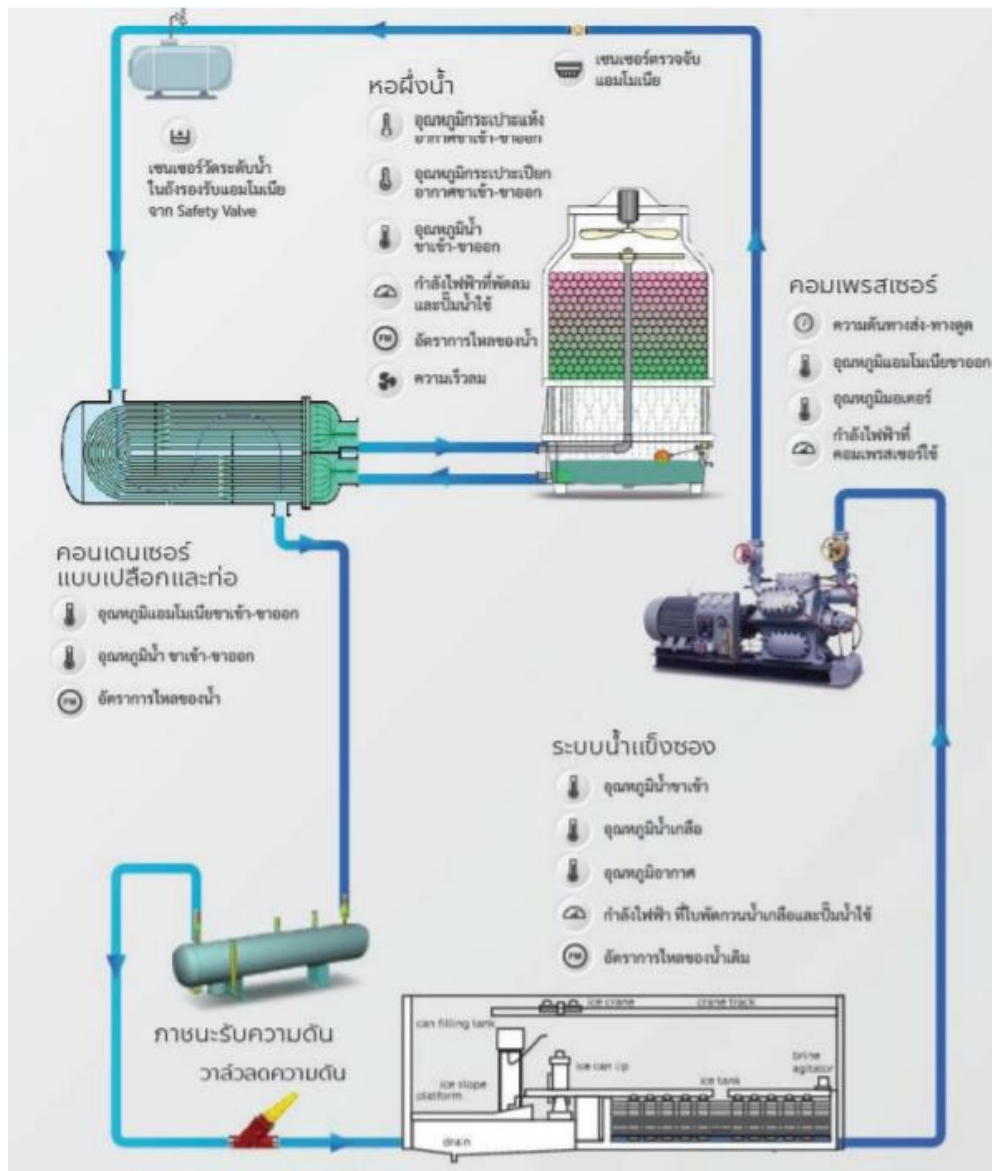 เซนเซอร์ตรวจจับ
แอมโมเนีย
เซนเซอร์วัดระดับน้ำ
ในถังรองรับแอมโมเนีย
จาก Safety Valve
หอผึ่งน้ำ
อุณหภูมิกระเปาะแห้ง
อากาศขาเข้า-ขาออก
อุณหภูมิกระเปาะเปียก
อากาศขาเข้า-ขาออก
อุณหภูมิน้ำ
ขาเข้า-ขาออก
กำลังไฟฟ้าที่พัดลม
และปั๊มน้ำใช้
FM
อัตราการไหลของน้ำ
ความเร็วลม
คอมเพรสเซอร์
ความดันทางส่ง-ทางดูด
อุณหภูมิแอมโมเนียขาออก
อุณหภูมิมอเตอร์
กำลังไฟฟ้าที่
คอมเพรสเซอร์ใช้
คอนเดนเซอร์
แบบเปลือกและท่อ
อุณหภูมิแอมโมเนียขาเข้า-ขาออก
อุณหภูมิน้ำ ขาเข้า-ขาออก
FM
อัตราการไหลของน้ำ
ระบบน้ำแข็งซอง
อุณหภูมิน้ำขาเข้า
อุณหภูมิน้ำเกลือ
อุณหภูมิอากาศ
กำลังไฟฟ้า ที่ใบพัดกวนน้ำเกลือและปั๊มน้ำใช้
FM
อัตราการไหลของน้ำเติม
ภาชนะรับความดัน
วาล์วลดความดัน
ice crane
crane track
can filling tank
ice can lip
brine
agitator
ice slope
platform
ice tank
drain